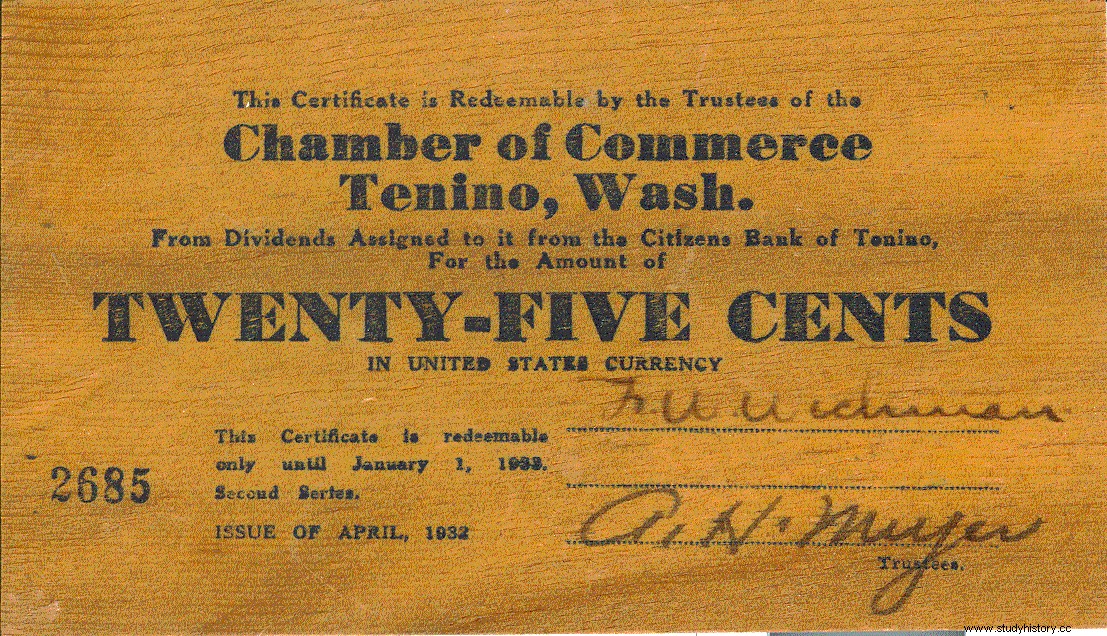 This Certificate is Redeemable by the Trustees of the
Chamber of Commerce
Tenino, Wash.
From Dividends Assigned to it from the Citizens Bank of Tenino,
For the Amount of
TWENTY-FIVE CENTS
IN UNITED STATES CURRENCY
This Certificate is redeemable
only until January 1, 1933.
Second Series.
ISSUE OF APRIL, 1932
2685
A. H. Meyer
Trustees.
www.studyhistory.cc